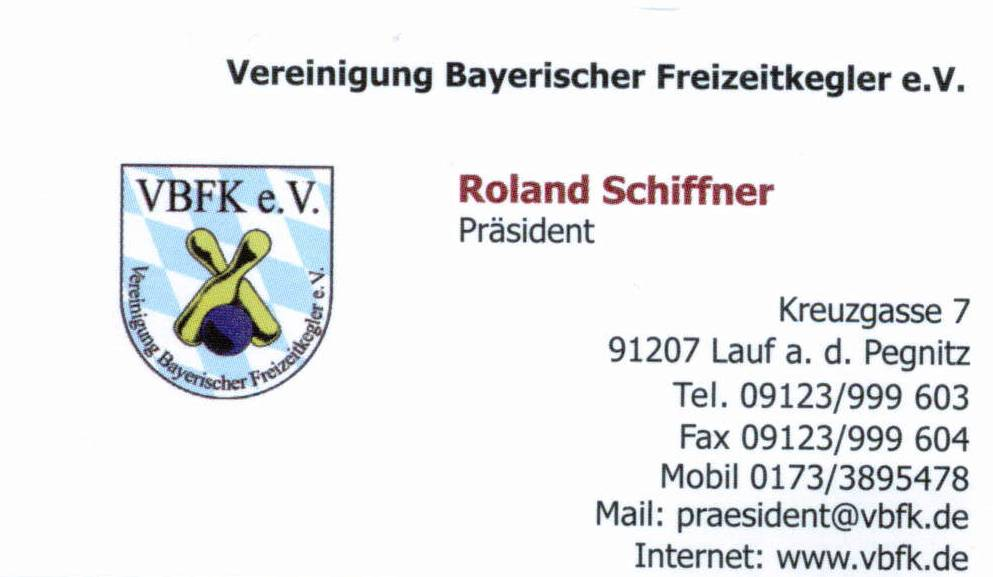 Vereinigung Bayerischer Freizeitkegler e.V.
VBFK e.V.
Vereinigung Bayerischer Freizeitkegler e.V.
Roland Schiffner
Präsident
Kreuzgasse 7
91207 Lauf a. d. Pegnitz
Tel. 09123/999 603
Fax 09123/999 604
Mobil 0173/3895478
Mail: praesident@vbfk.de
Internet: www.vbfk.de